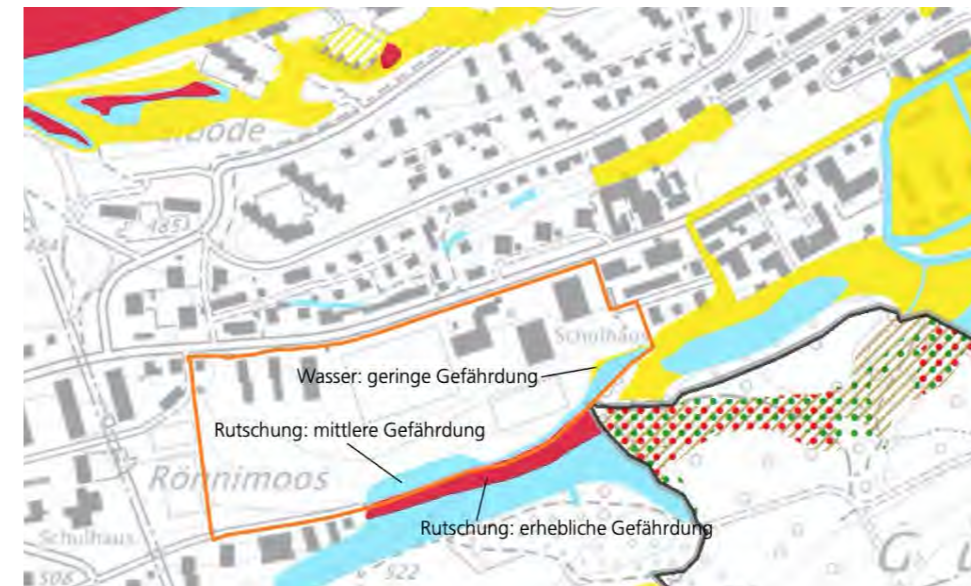 485
484
Schulhaus
Wasser: geringe Gefährdung
Rutschung: mittlere Gefährdung
Rönnimoos
Rutschung: erhebliche Gefährdung
Schulhaus
506
522